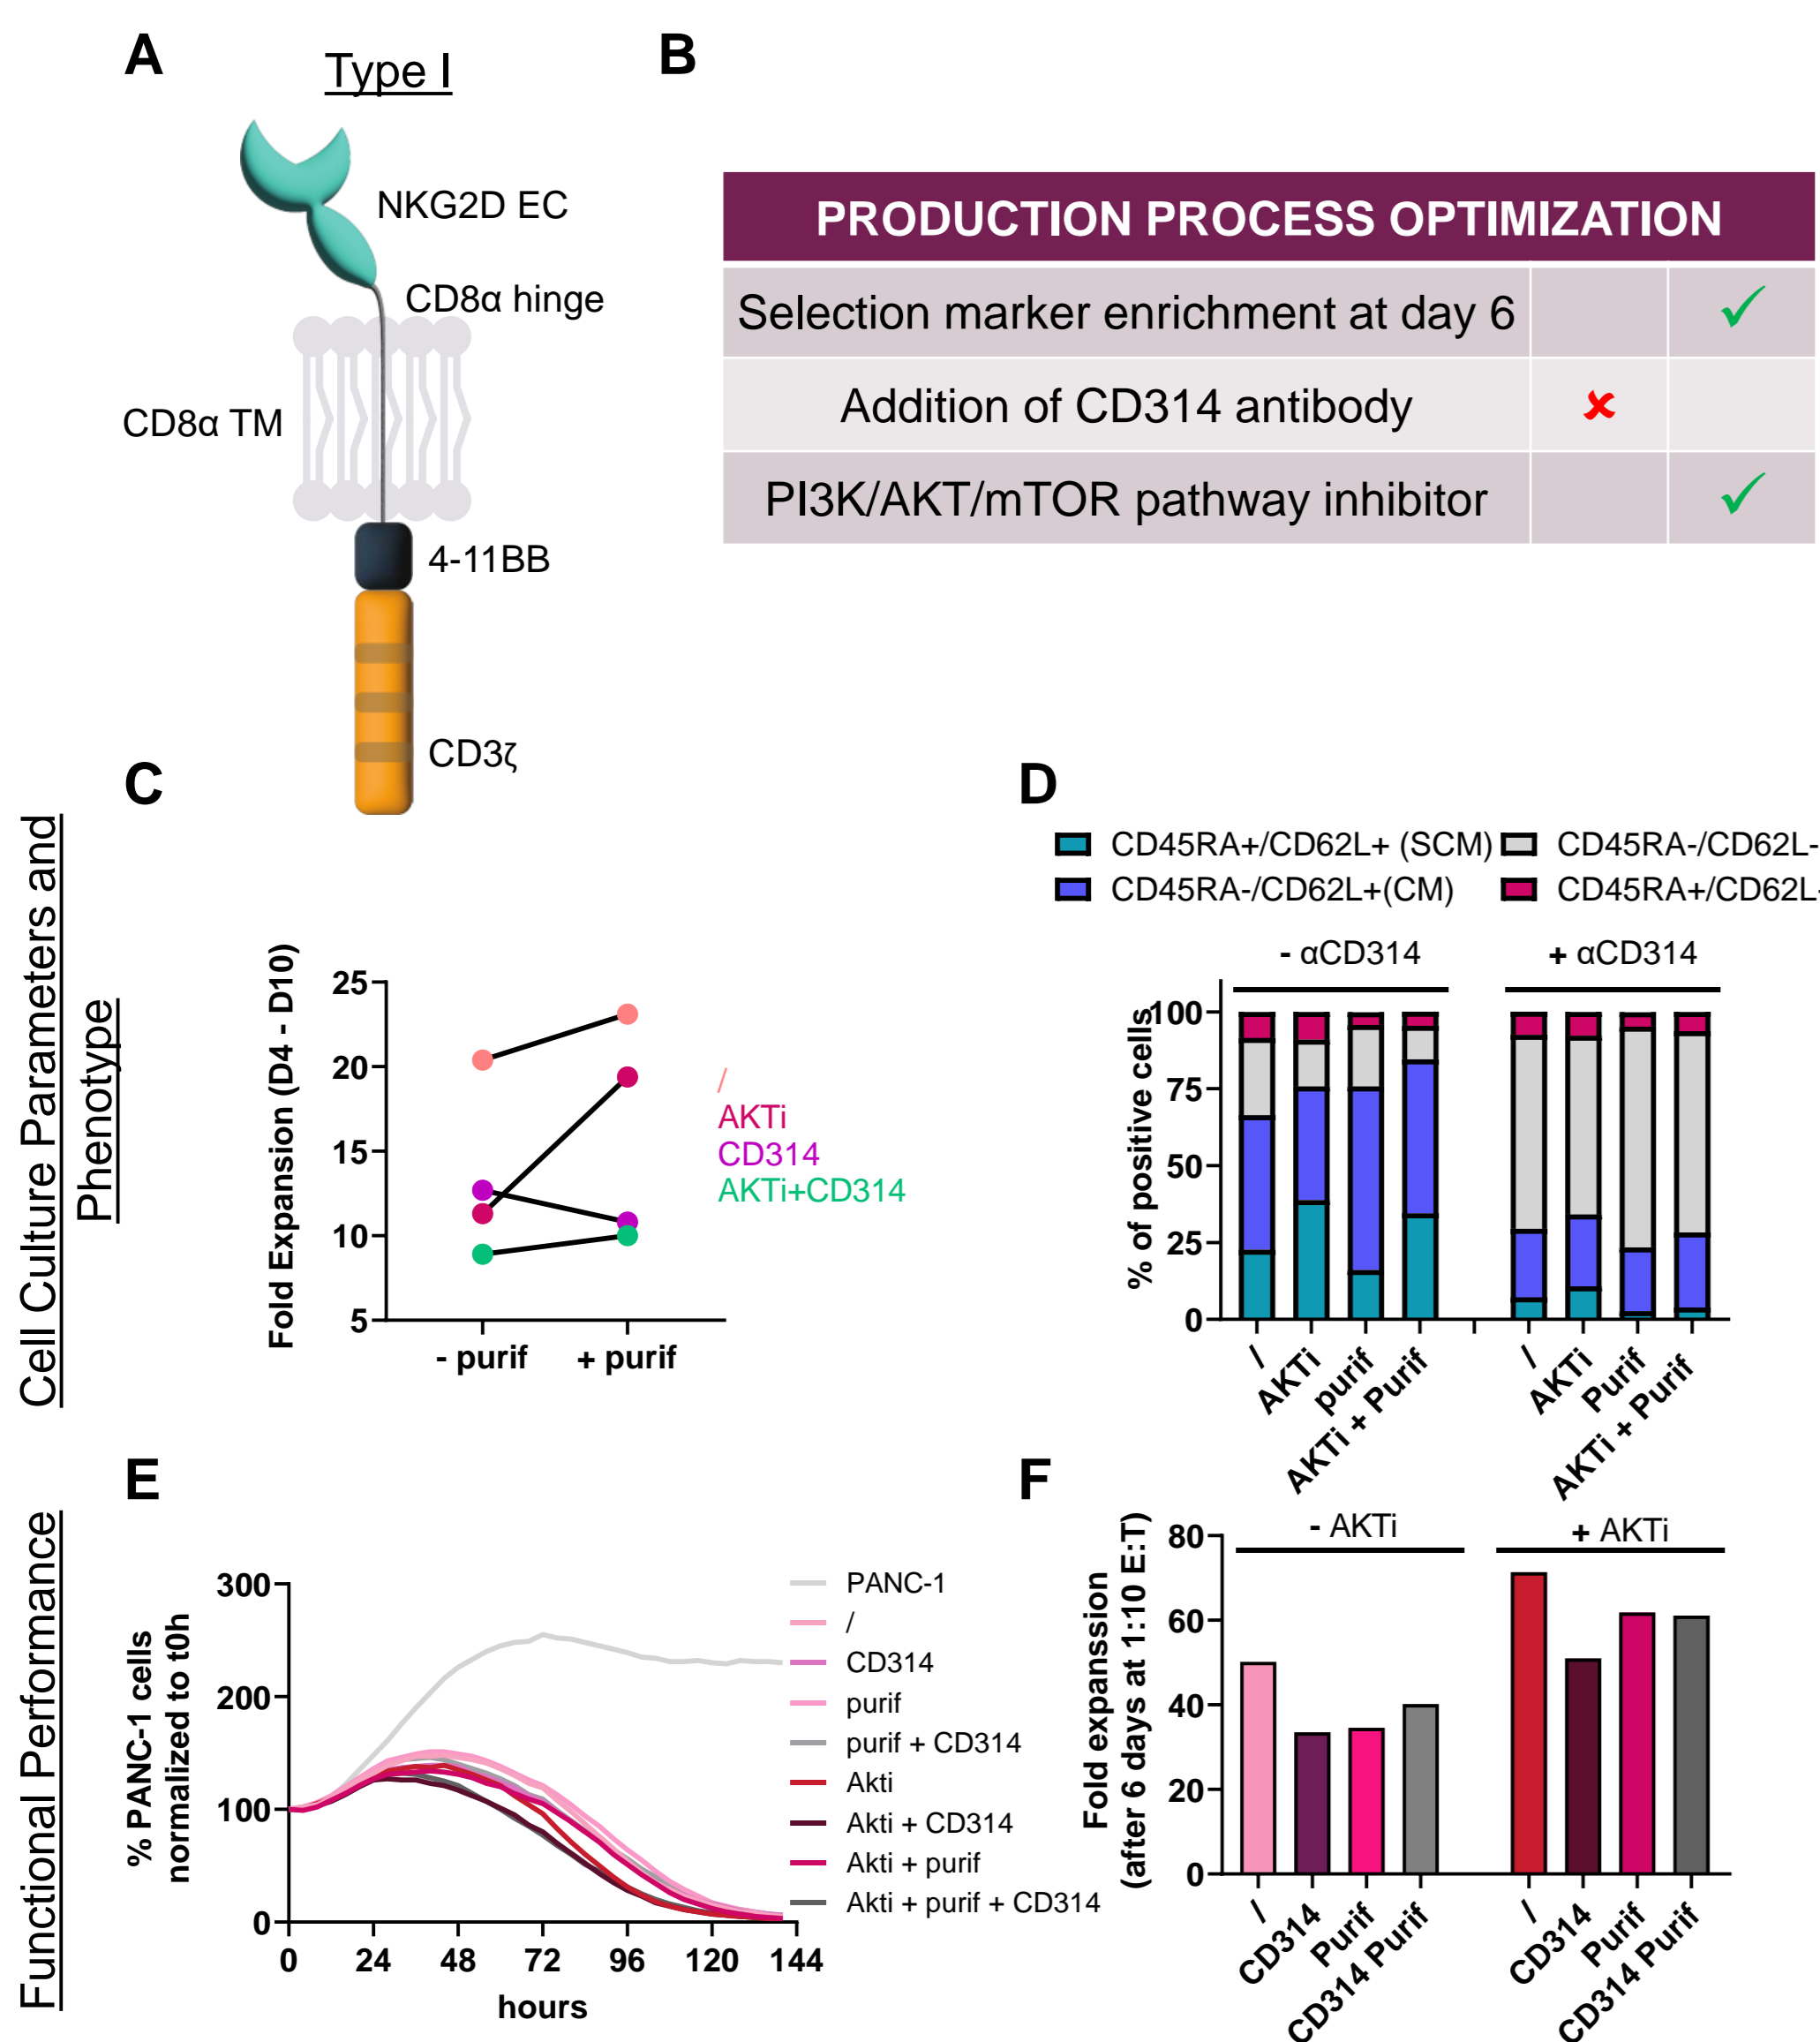 A
Type I
NKG2D EC
CD8α hinge
CD8α TM
4-11BB
CD3ζ
B
PRODUCTION PROCESS OPTIMIZATION
Selection marker enrichment at day 6 ✓
Addition of CD314 antibody ✘
PI3K/AKT/mTOR pathway inhibitor ✓
Cell Culture Parameters and
Phenotype
C
Fold Expansion (D4 - D10)
25
20
15
10
5
- purif + purif
/
AKTi
CD314
AKTi+CD314
D
CD45RA+/CD62L+ (SCM) CD45RA-/CD62L-
CD45RA-/CD62L+(CM) CD45RA+/CD62L-
- αCD314 + αCD314
% of positive cells
100
75
50
25
0
/ AKTi purif AKTi + Purif / AKTi Purif AKTi + Purif
Functional Performance
E
% PANC-1 cells
normalized to t0h
300
200
100
0
0 24 48 72 96 120 144
hours
PANC-1
/
CD314
purif
purif + CD314
Akti
Akti + CD314
Akti + purif
Akti + purif + CD314
F
Fold expanssion
(after 6 days at 1:10 E:T)
- AKTi + AKTi
80
60
40
20
0
/ CD314 Purif CD314 Purif / CD314 Purif CD314 Purif